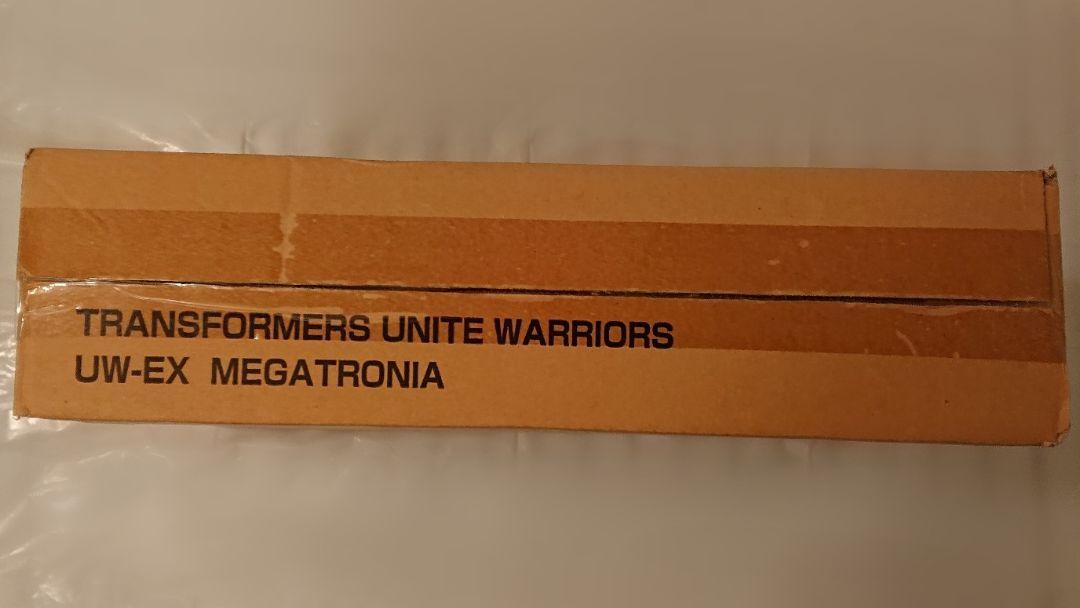 TRANSFORMERS UNITE WARRIORS
UW-EX MEGATRONIA